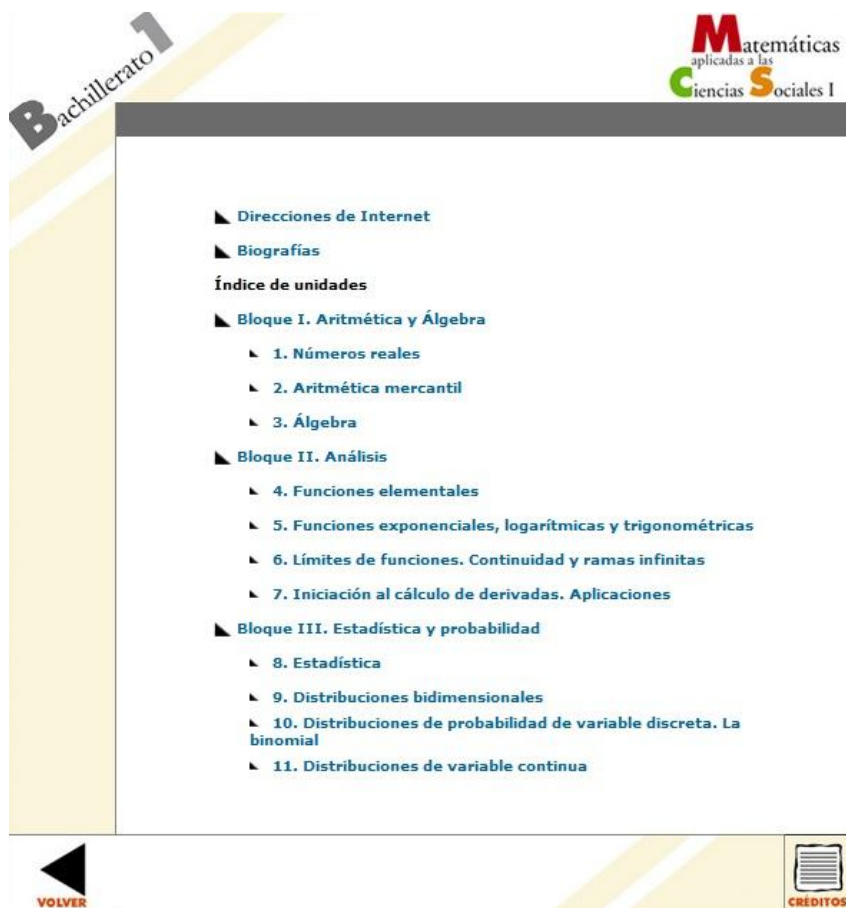 Bachillerato 1
Matemáticas
aplicadas a las
Ciencias Sociales I
Direcciones de Internet
Biografías
Índice de unidades
Bloque I. Aritmética y Álgebra
1. Números reales
2. Aritmética mercantil
3. Álgebra
Bloque II. Análisis
4. Funciones elementales
5. Funciones exponenciales, logarítmicas y trigonométricas
6. Límites de funciones. Continuidad y ramas infinitas
7. Iniciación al cálculo de derivadas. Aplicaciones
Bloque III. Estadística y probabilidad
8. Estadística
9. Distribuciones bidimensionales
10. Distribuciones de probabilidad de variable discreta. La
binomial
11. Distribuciones de variable continua
VOLVER
CRÉDITOS